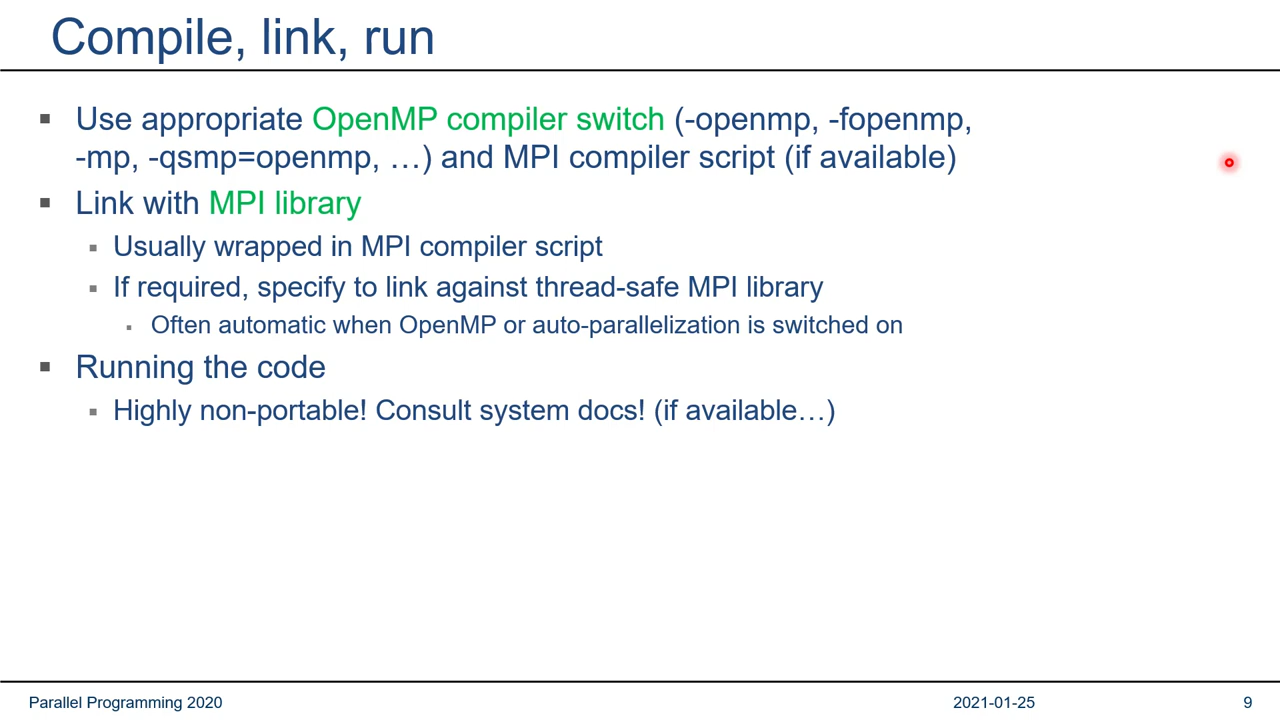 Compile, link, run
Use appropriate OpenMP compiler switch (-openmp, -fopenmp,
-mp, -qsmp=openmp, …) and MPI compiler script (if available)
Link with MPI library
Usually wrapped in MPI compiler script
If required, specify to link against thread-safe MPI library
Often automatic when OpenMP or auto-parallelization is switched on
Running the code
Highly non-portable! Consult system docs! (if available…)
Parallel Programming 2020
2021-01-25
9